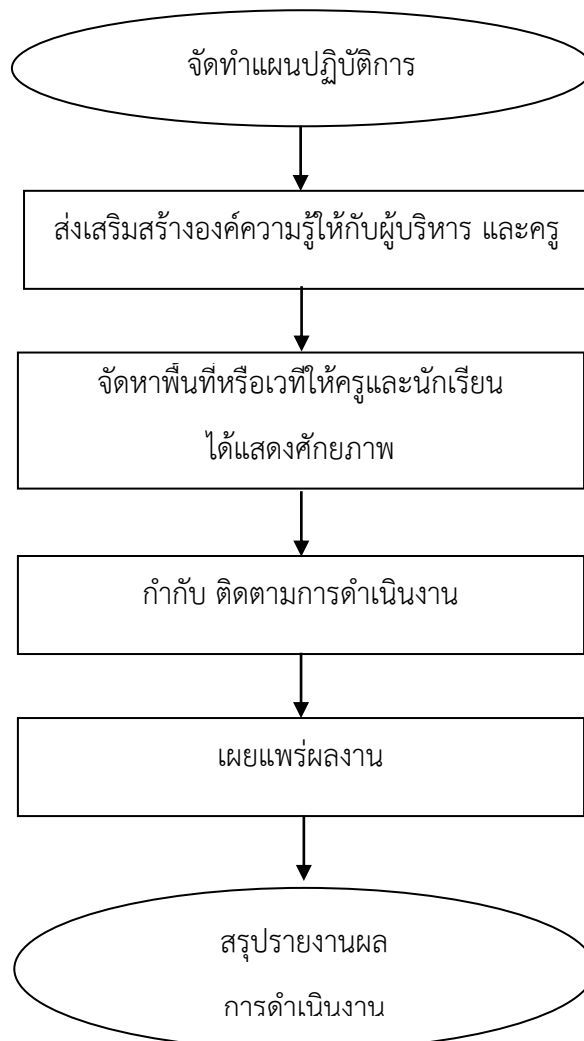 จัดทำแผนปฏิบัติการ
ส่งเสริมสร้างองค์ความรู้ให้กับผู้บริหาร และครู
จัดหาพื้นที่หรือเวทีให้ครูและนักเรียน
ได้แสดงศักยภาพ
กำกับ ติดตามการดำเนินงาน
เผยแพร่ผลงาน
สรุปรายงานผล
การดำเนินงาน